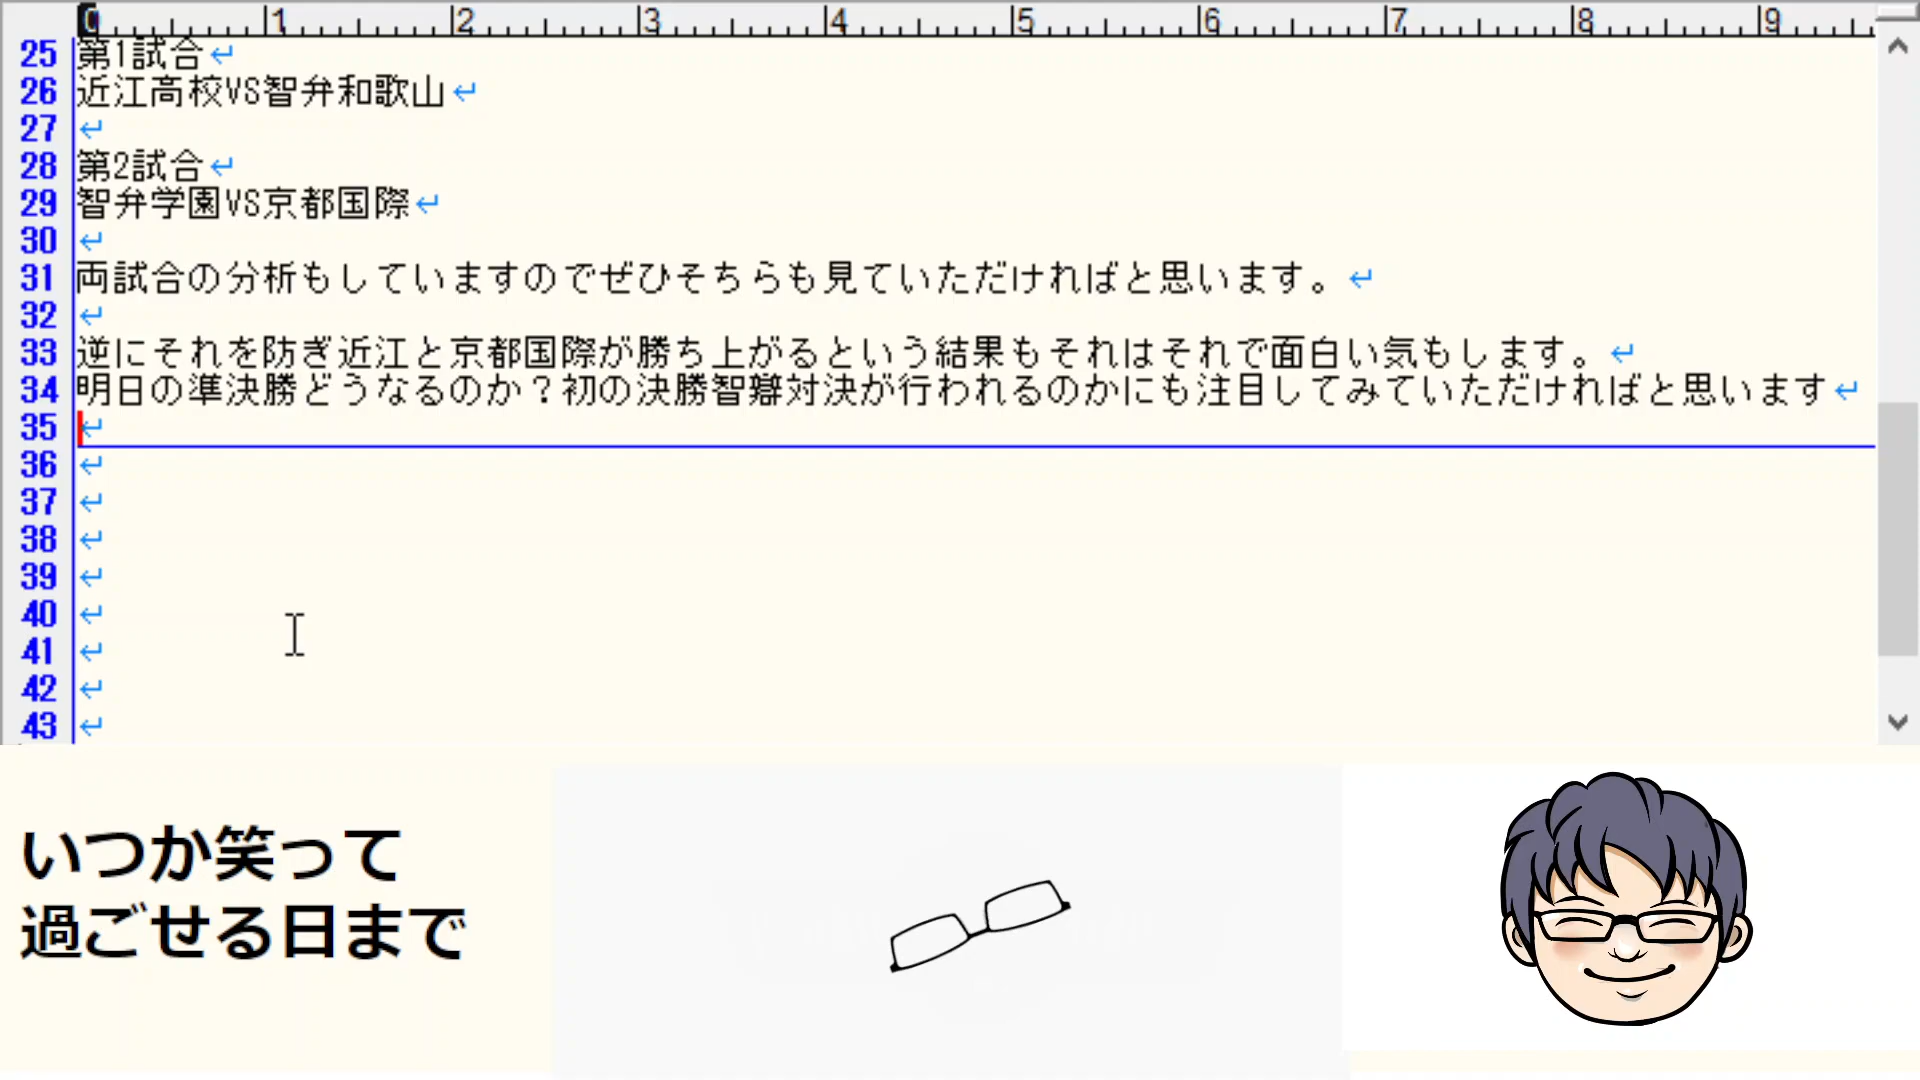 0 1 2 3 4 5 6 7 8 9
25 第1試合↵
26 近江高校VS智弁和歌山↵
27 ↵
28 第2試合↵
29 智弁学園VS京都国際↵
30 ↵
31 両試合の分析もしていますのでぜひそちらも見ていただければと思います。↵
32 ↵
33 逆にそれを防ぎ近江と京都国際が勝ち上がるという結果もそれはそれで面白い気もします。↵
34 明日の準決勝どうなるのか？初の決勝智辯対決が行われるのかにも注目してみていただければと思います↵
35 ↵
36 ↵
37 ↵
38 ↵
39 ↵
40 ↵
41 ↵
42 ↵
43 ↵
いつか笑って
過ごせる日まで